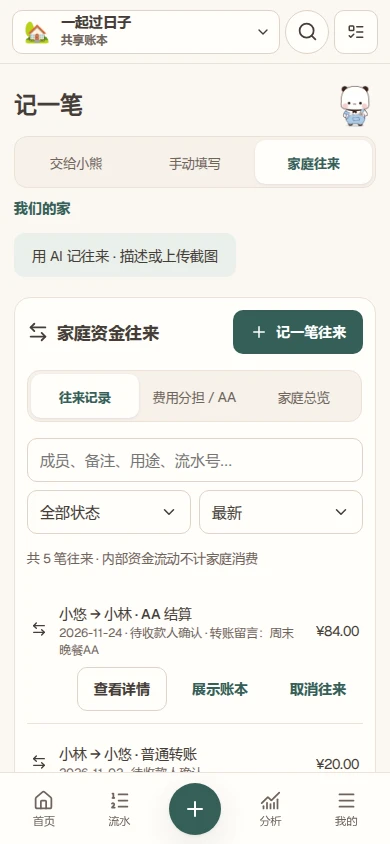 一起过日子
共享账本
记一笔
交给小熊 手动填写 家庭往来
我们的家
用 AI 记往来 · 描述或上传截图
家庭资金往来 + 记一笔往来
往来记录 费用分担 / AA 家庭总览
成员、备注、用途、流水号...
全部状态 最新
共 5 笔往来 · 内部资金流动不计家庭消费
小悠 → 小林 · AA 结算
2026-11-24 · 待收款人确认 · 转账留言：周末
晚餐AA
¥84.00
查看详情 展示账本 取消往来
小林 → 小悠 · 普通转账
¥20.00
首页 流水 分析 我的